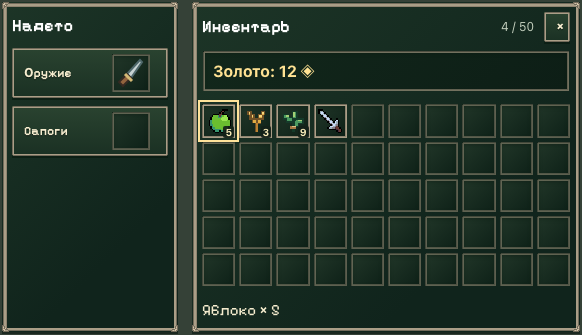 Надето
Оружие
Сапоги
Инвентарь
4 / 50
×
Золото: 12
5
3
9
Яблоко × 5